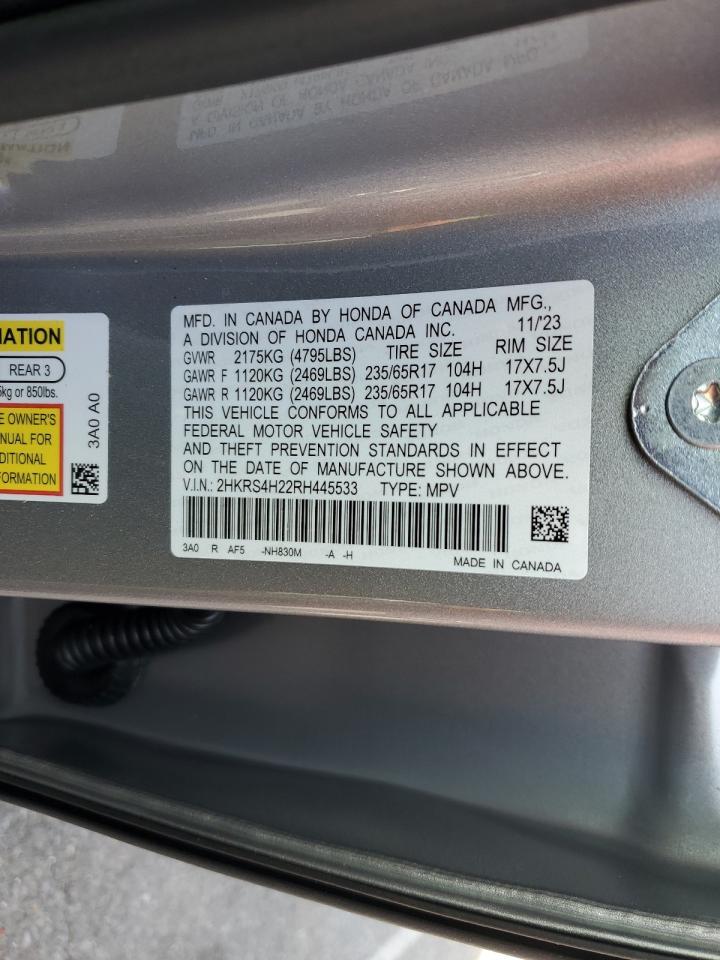 MFD. IN CANADA BY HONDA OF CANADA MFG.,
A DIVISION OF HONDA CANADA INC. 11/'23
GVWR 2175KG (4795LBS) TIRE SIZE RIM SIZE
GAWR F 1120KG (2469LBS) 235/65R17 104H 17X7.5J
GAWR R 1120KG (2469LBS) 235/65R17 104H 17X7.5J
THIS VEHICLE CONFORMS TO ALL APPLICABLE
FEDERAL MOTOR VEHICLE SAFETY
AND THEFT PREVENTION STANDARDS IN EFFECT
ON THE DATE OF MANUFACTURE SHOWN ABOVE.
V.I.N.: 2HKRS4H22RH445533 TYPE: MPV
3A0 R AF5 -NH830M -A -H
MADE IN CANADA
REAR 3
kg or 850lbs.
OWNER'S
FOR
3A0 A0